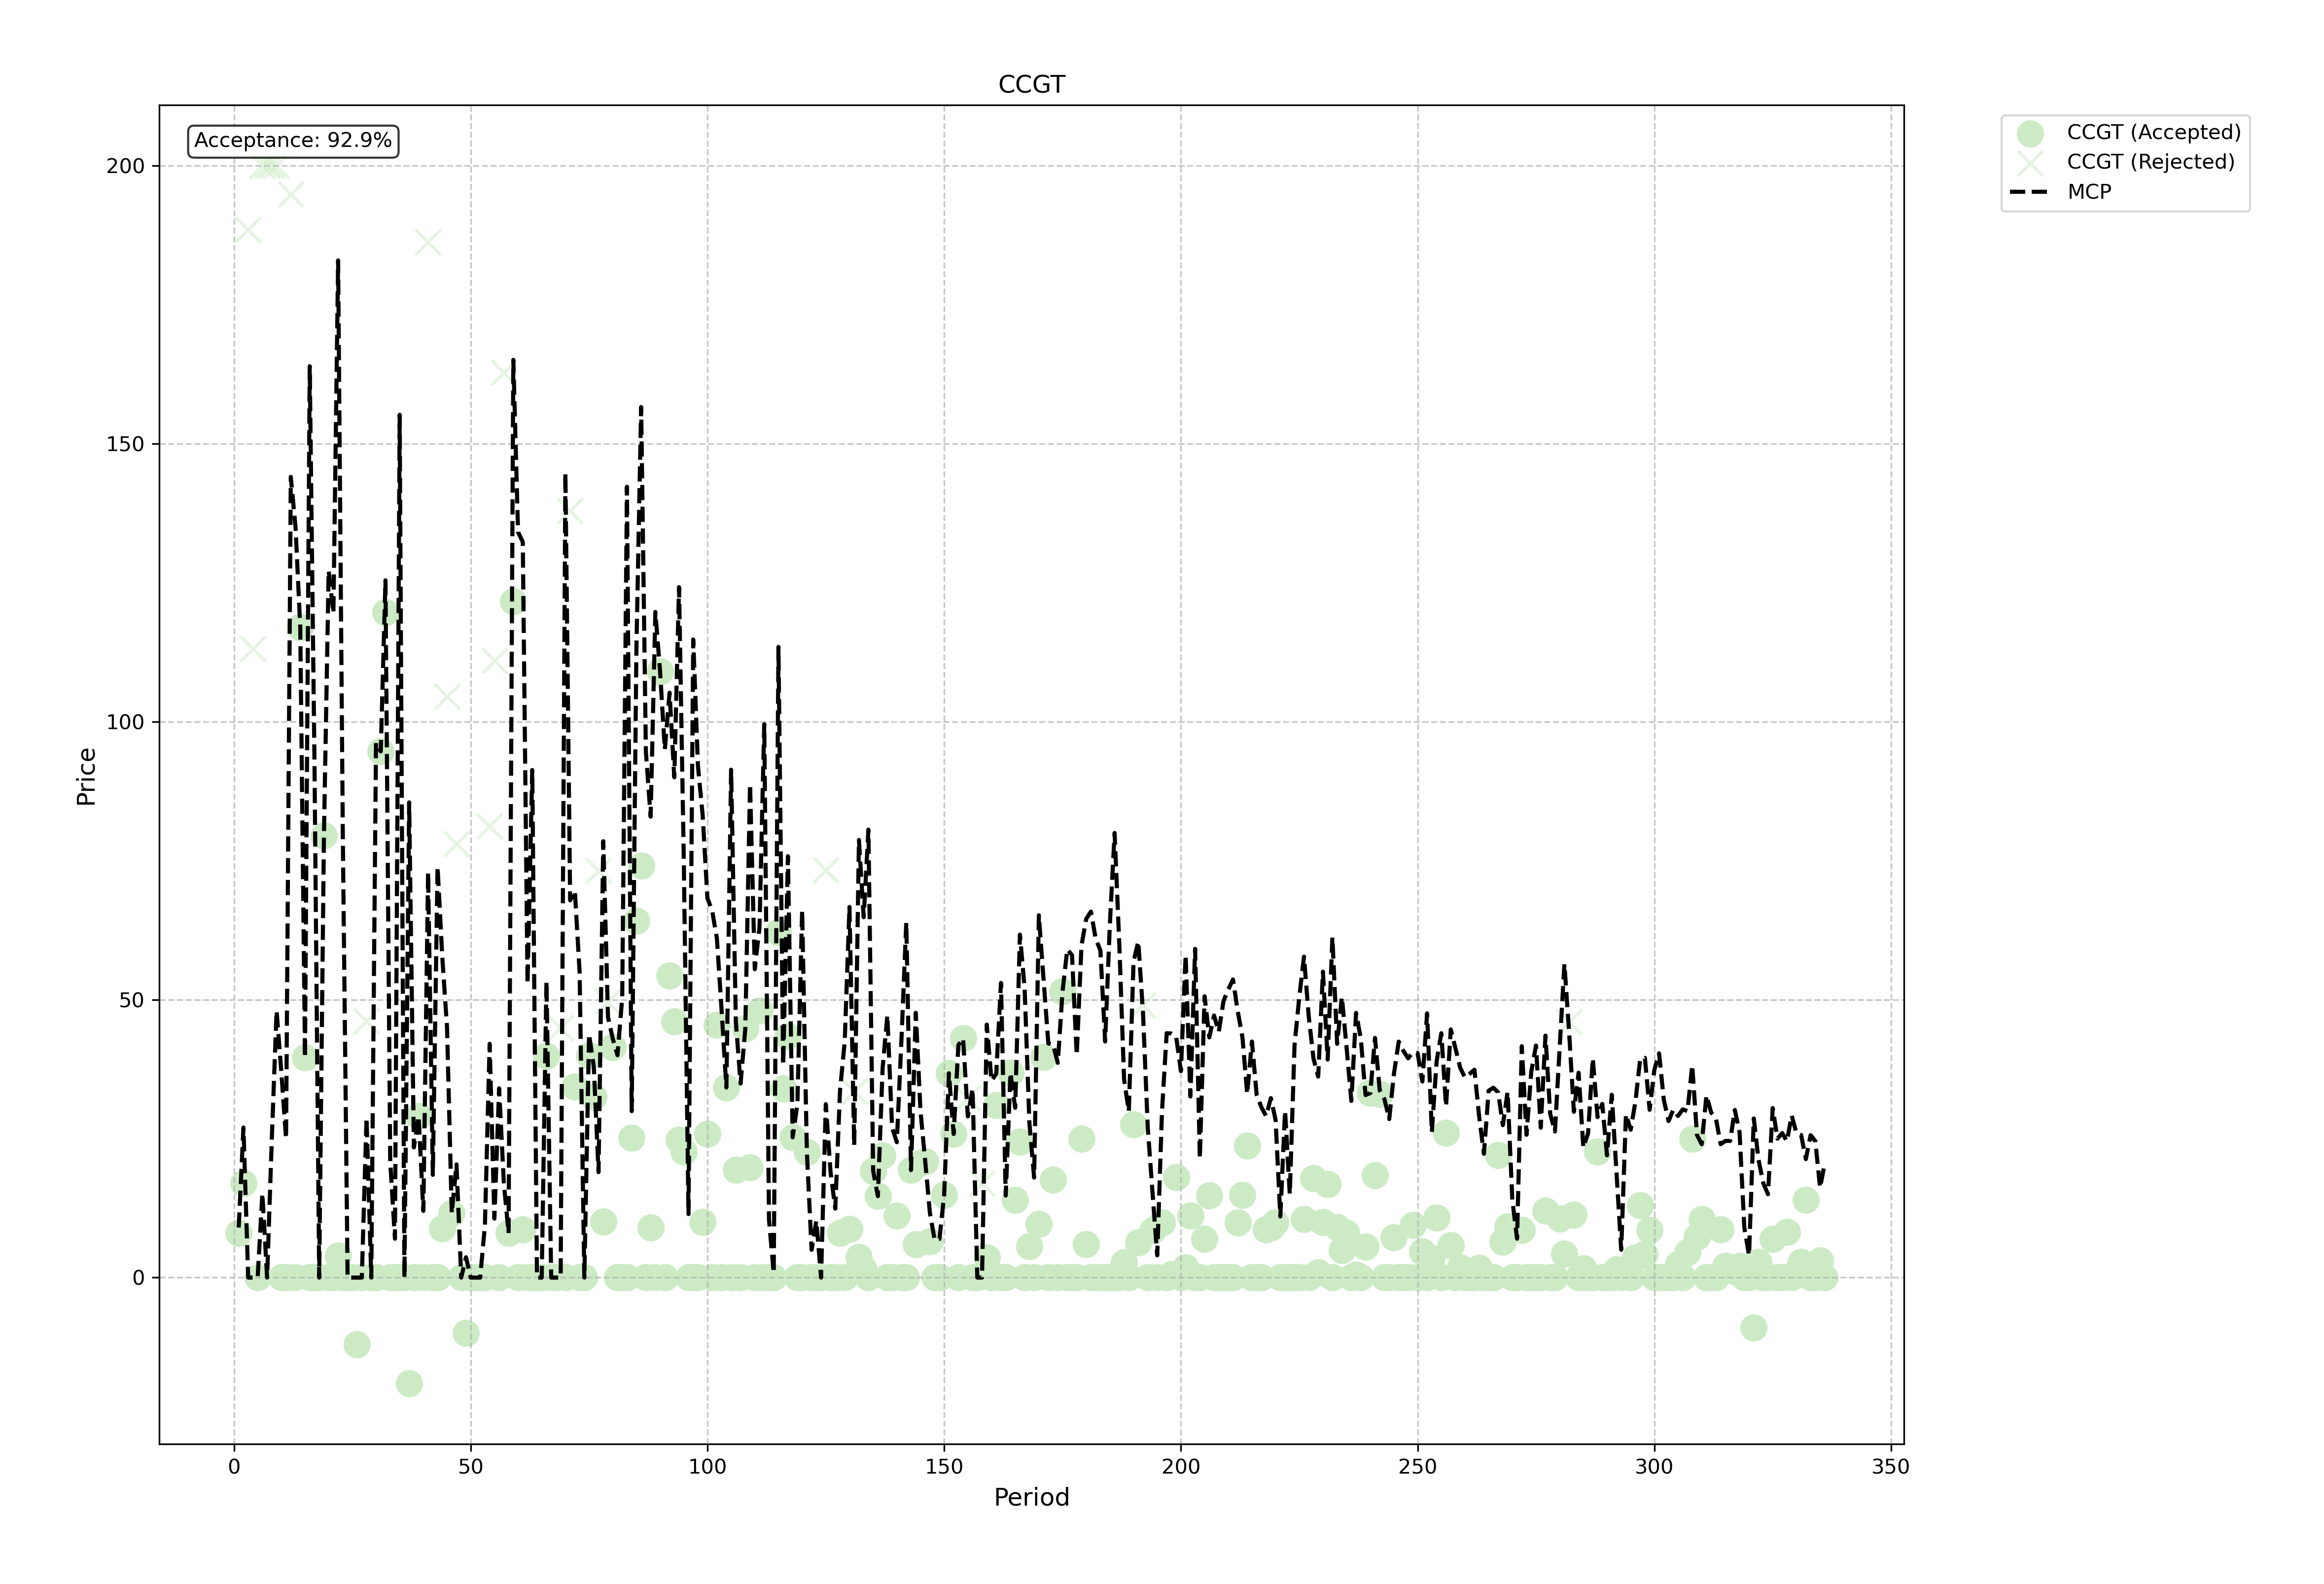 CCGT
Acceptance: 92.9%
CCGT (Accepted)
CCGT (Rejected)
MCP
200
150
100
50
0
Price
0
50
100
150
200
250
300
350
Period